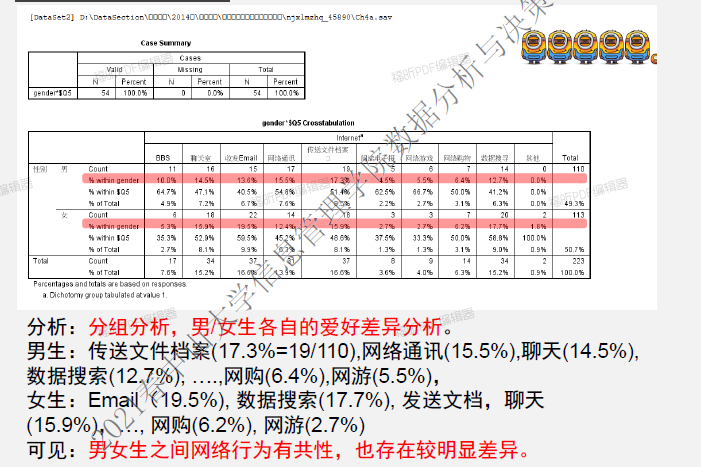 [DataSet2] D:\DataSection\
\2014
\njxlmzhq_45890\Ch4a.sav
Case Summary
Cases
Valid Missing Total
N Percent N Percent N Percent
gender*$Q5 54 100.0% 0 0.0% 54 100.0%
gender*$Q5 Crosstabulation
Internetª
BBS 聊天室 收发Email 网络通讯 传送文件档案 网络游戏 网络购物 数据搜寻 其他 Total
性别 男 Count 11 16 15 17 19 5 6 7 14 0 110
% within gender 10.0% 14.5% 13.6% 15.5% 17.3% 4.5% 5.5% 6.4% 12.7% 0.0%
% within $Q5 64.7% 47.1% 40.5% 54.8% 51.4% 62.5% 66.7% 50.0% 41.2% 0.0%
% of Total 4.9% 7.2% 6.7% 7.6% 8.5% 2.2% 2.7% 3.1% 6.3% 0.0% 49.3%
女 Count 6 18 22 14 18 3 3 7 20 2 113
% within gender 5.3% 15.9% 19.5% 12.4% 15.9% 2.7% 2.7% 6.2% 17.7% 1.8%
% within $Q5 35.3% 52.9% 59.5% 45.2% 48.6% 37.5% 33.3% 50.0% 58.8% 100.0%
% of Total 2.7% 8.1% 9.9% 6.3% 8.1% 1.3% 1.3% 3.1% 9.0% 0.9% 50.7%
Total Count 17 34 37 31 37 8 9 14 34 2 223
% of Total 7.6% 15.2% 16.6% 13.9% 16.6% 3.6% 4.0% 6.3% 15.2% 0.9% 100.0%
Percentages and totals are based on responses.
a. Dichotomy group tabulated at value 1.
分析：分组分析，男/女生各自的爱好差异分析。
男生：传送文件档案(17.3%=19/110),网络通讯(15.5%),聊天(14.5%),
数据搜索(12.7%), ….,网购(6.4%),网游(5.5%)，
女生：Email（19.5%), 数据搜索(17.7%), 发送文档，聊天
(15.9%)，…, 网购(6.2%), 网游(2.7%)
可见：男女生之间网络行为有共性，也存在较明显差异。
福昕PDF编辑器